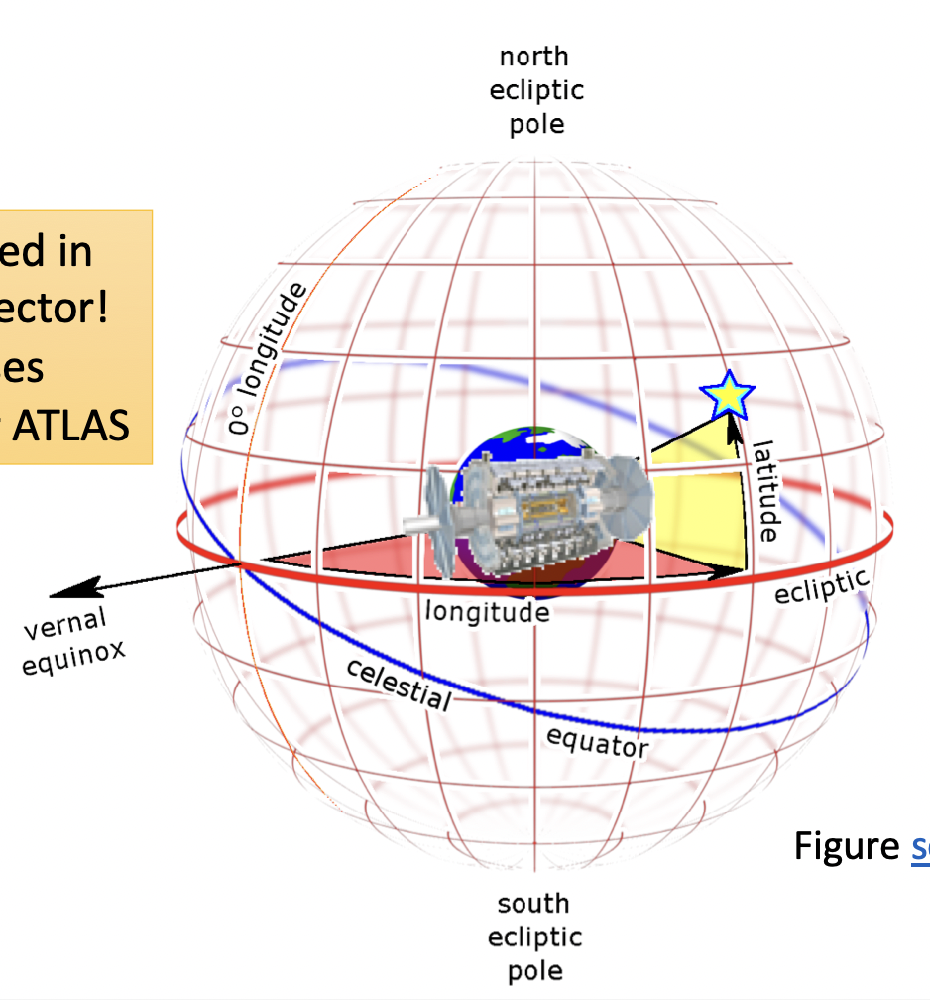 north
ecliptic
pole
ed in
ector!
es
ATLAS
0° longitude
latitude
ecliptic
longitude
vernal
equinox
celestial
equator
Figure
south
ecliptic
pole